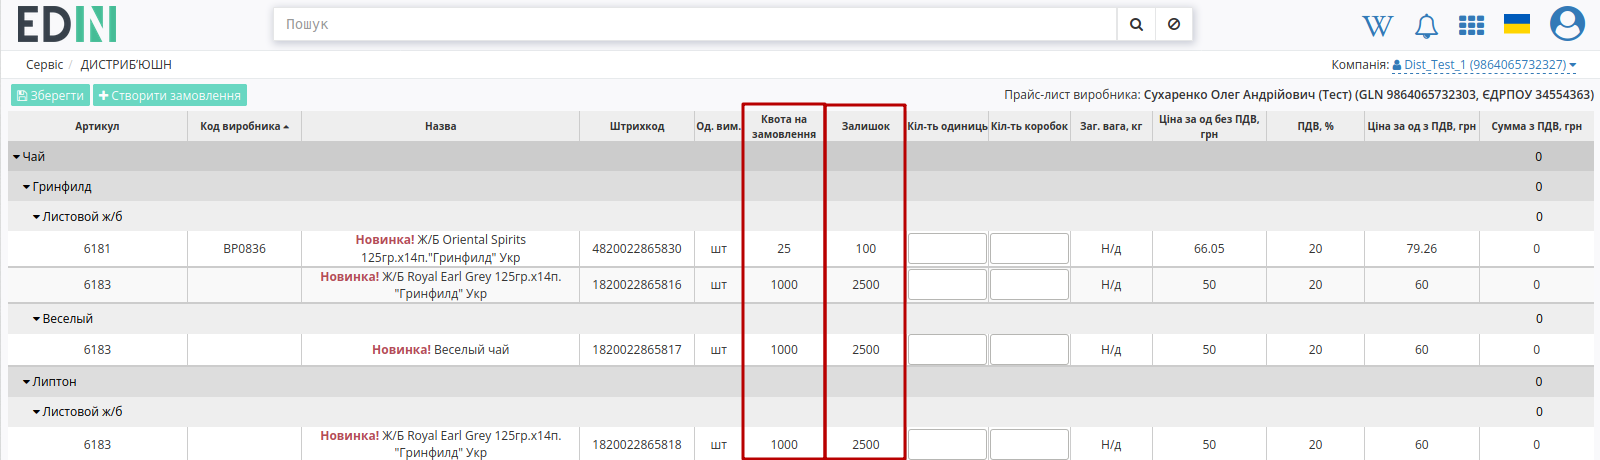 EDIN
Пошук
W
Сервіс / ДИСТРИБ'ЮШН
Компанія: Dist_Test_1 (9864065732327)
Зберегти Створити замовлення
Прайс-лист виробника: Сухаренко Олег Андрійович (Тест) (GLN 9864065732303, ЄДРПОУ 34554363)
Артикул Код виробника Назва Штрихкод Од. вим. Квота на замовлення Залишок Кіл-ть одиниць Кіл-ть коробок Заг. вага, кг Ціна за од без ПДВ, грн ПДВ, % Ціна за од з ПДВ, грн Сумма з ПДВ, грн
Чай 0
Гринфилд 0
Листовой ж/б 0
6181 BP0836 Новинка! Ж/Б Oriental Spirits 125гр.х14п."Гринфилд" Укр 4820022865830 шт 25 100 Н/д 66.05 20 79.26 0
6183 Новинка! Ж/Б Royal Earl Grey 125гр.х14п. "Гринфилд" Укр 1820022865816 шт 1000 2500 Н/д 50 20 60 0
Веселый 0
6183 Новинка! Веселый чай 1820022865817 шт 1000 2500 Н/д 50 20 60 0
Липтон 0
Листовой ж/б 0
6183 Новинка! Ж/Б Royal Earl Grey 125гр.х14п. "Гринфилд" Укр 1820022865818 шт 1000 2500 Н/д 50 20 60 0